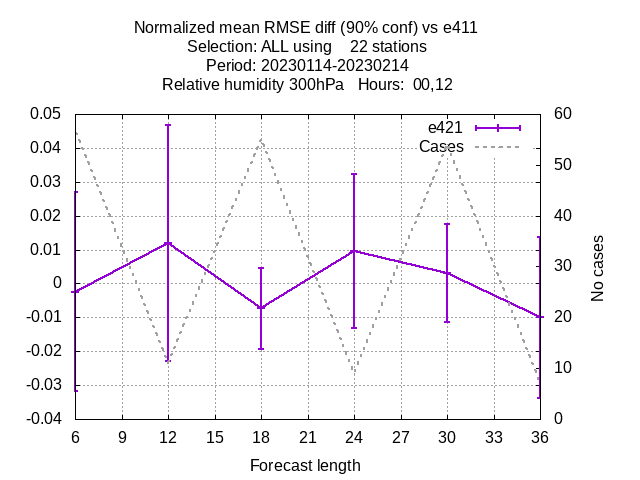 Normalized mean RMSE diff (90% conf) vs e411
Selection: ALL using    22 stations
Period: 20230114-20230214
Relative humidity 300hPa   Hours:  00,12
e421
Cases
0.05
0.04
0.03
0.02
0.01
0
-0.01
-0.02
-0.03
-0.04
60
50
40
30
20
10
0
No cases
6 9 12 15 18 21 24 27 30 33 36
Forecast length